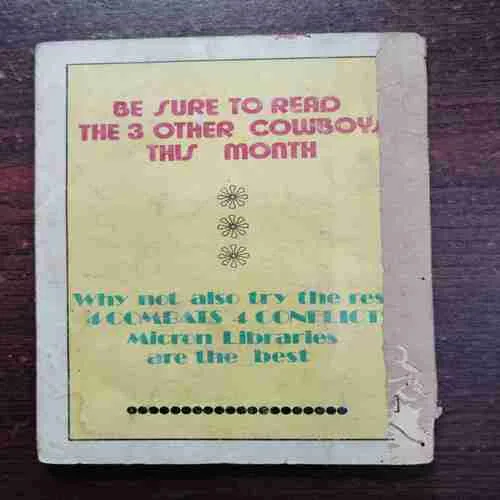 BE SURE TO READ
THE 3 OTHER COWBOYS
THIS MONTH
Why not also try the res
4 COMBATS 4 CONFLICT
Micron Libraries
are the best